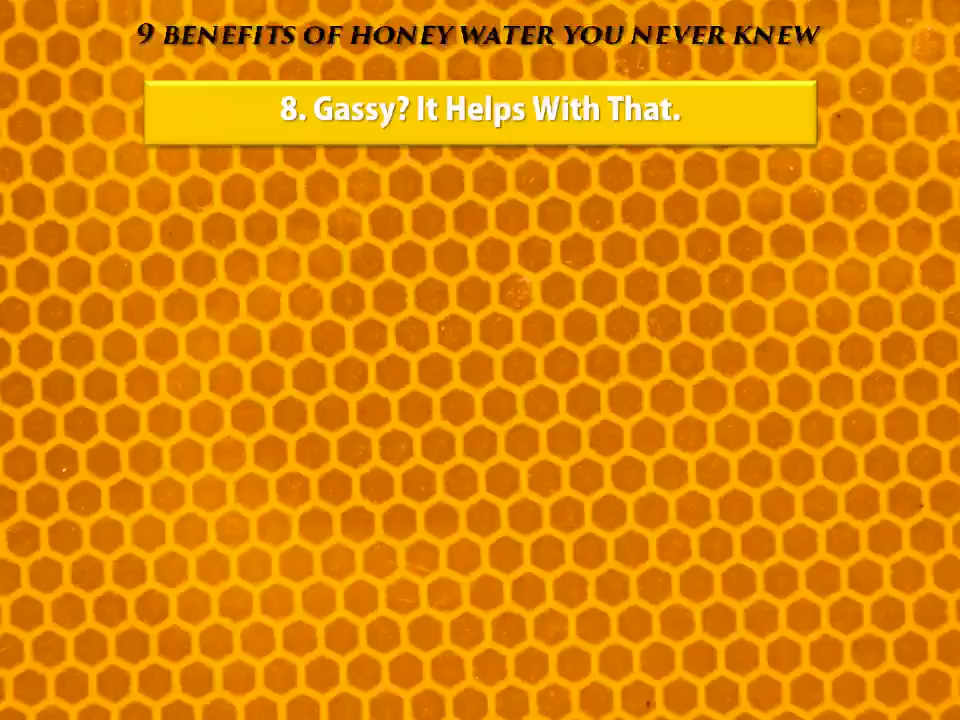 9 BENEFITS OF HONEY WATER YOU NEVER KNEW
8. Gassy? It Helps With That.